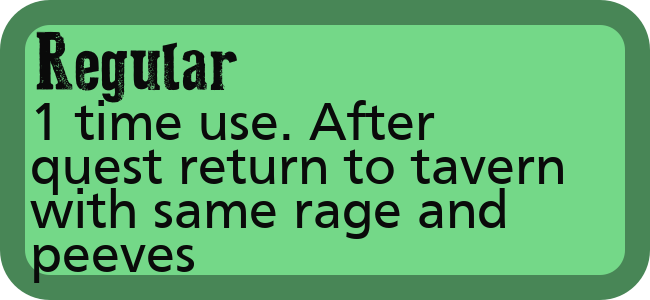 Regular
1 time use. After
quest return to tavern
with same rage and
peeves